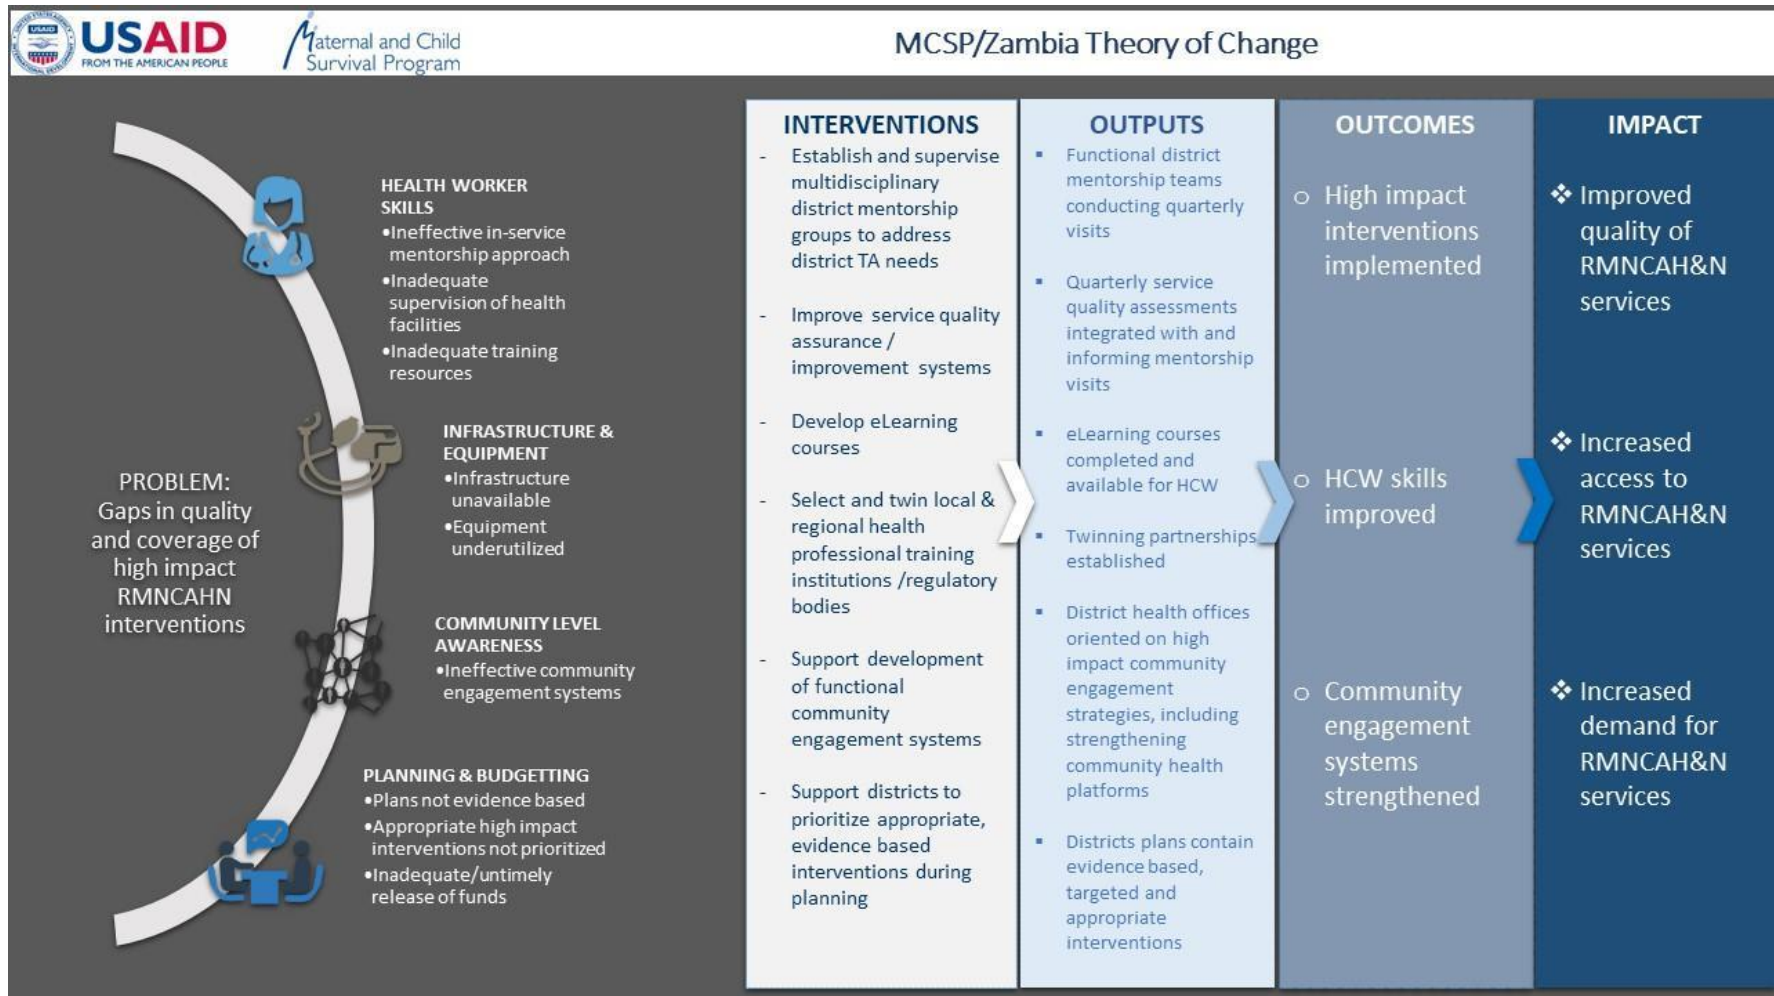 USAID
FROM THE AMERICAN PEOPLE
Maternal and Child
Survival Program
MCSP/Zambia Theory of Change
PROBLEM:
Gaps in quality
and coverage of
high impact
RMNCAHN
interventions
HEALTH WORKER
SKILLS
•Ineffective in-service
mentorship approach
•Inadequate
supervision of health
facilities
•Inadequate training
resources
INFRASTRUCTURE &
EQUIPMENT
•Infrastructure
unavailable
•Equipment
underutilized
COMMUNITY LEVEL
AWARENESS
•Ineffective community
engagement systems
PLANNING & BUDGETTING
•Plans not evidence based
•Appropriate high impact
interventions not prioritized
•Inadequate/untimely
release of funds
INTERVENTIONS
- Establish and supervise
multidisciplinary
district mentorship
groups to address
district TA needs
- Improve service quality
assurance /
improvement systems
- Develop eLearning
courses
- Select and twin local &
regional health
professional training
institutions /regulatory
bodies
- Support development
of functional
community
engagement systems
- Support districts to
prioritize appropriate,
evidence based
interventions during
planning
OUTPUTS
▪ Functional district
mentorship teams
conducting quarterly
visits
▪ Quarterly service
quality assessments
integrated with and
informing mentorship
visits
▪ eLearning courses
completed and
available for HCW
▪ Twinning partnerships
established
▪ District health offices
oriented on high
impact community
engagement
strategies, including
strengthening
community health
platforms
▪ Districts plans contain
evidence based,
targeted and
appropriate
interventions
OUTCOMES
o High impact
interventions
implemented
o HCW skills
improved
o Community
engagement
systems
strengthened
IMPACT
❖ Improved
quality of
RMNCAH&N
services
❖ Increased
access to
RMNCAH&N
services
❖ Increased
demand for
RMNCAH&N
services